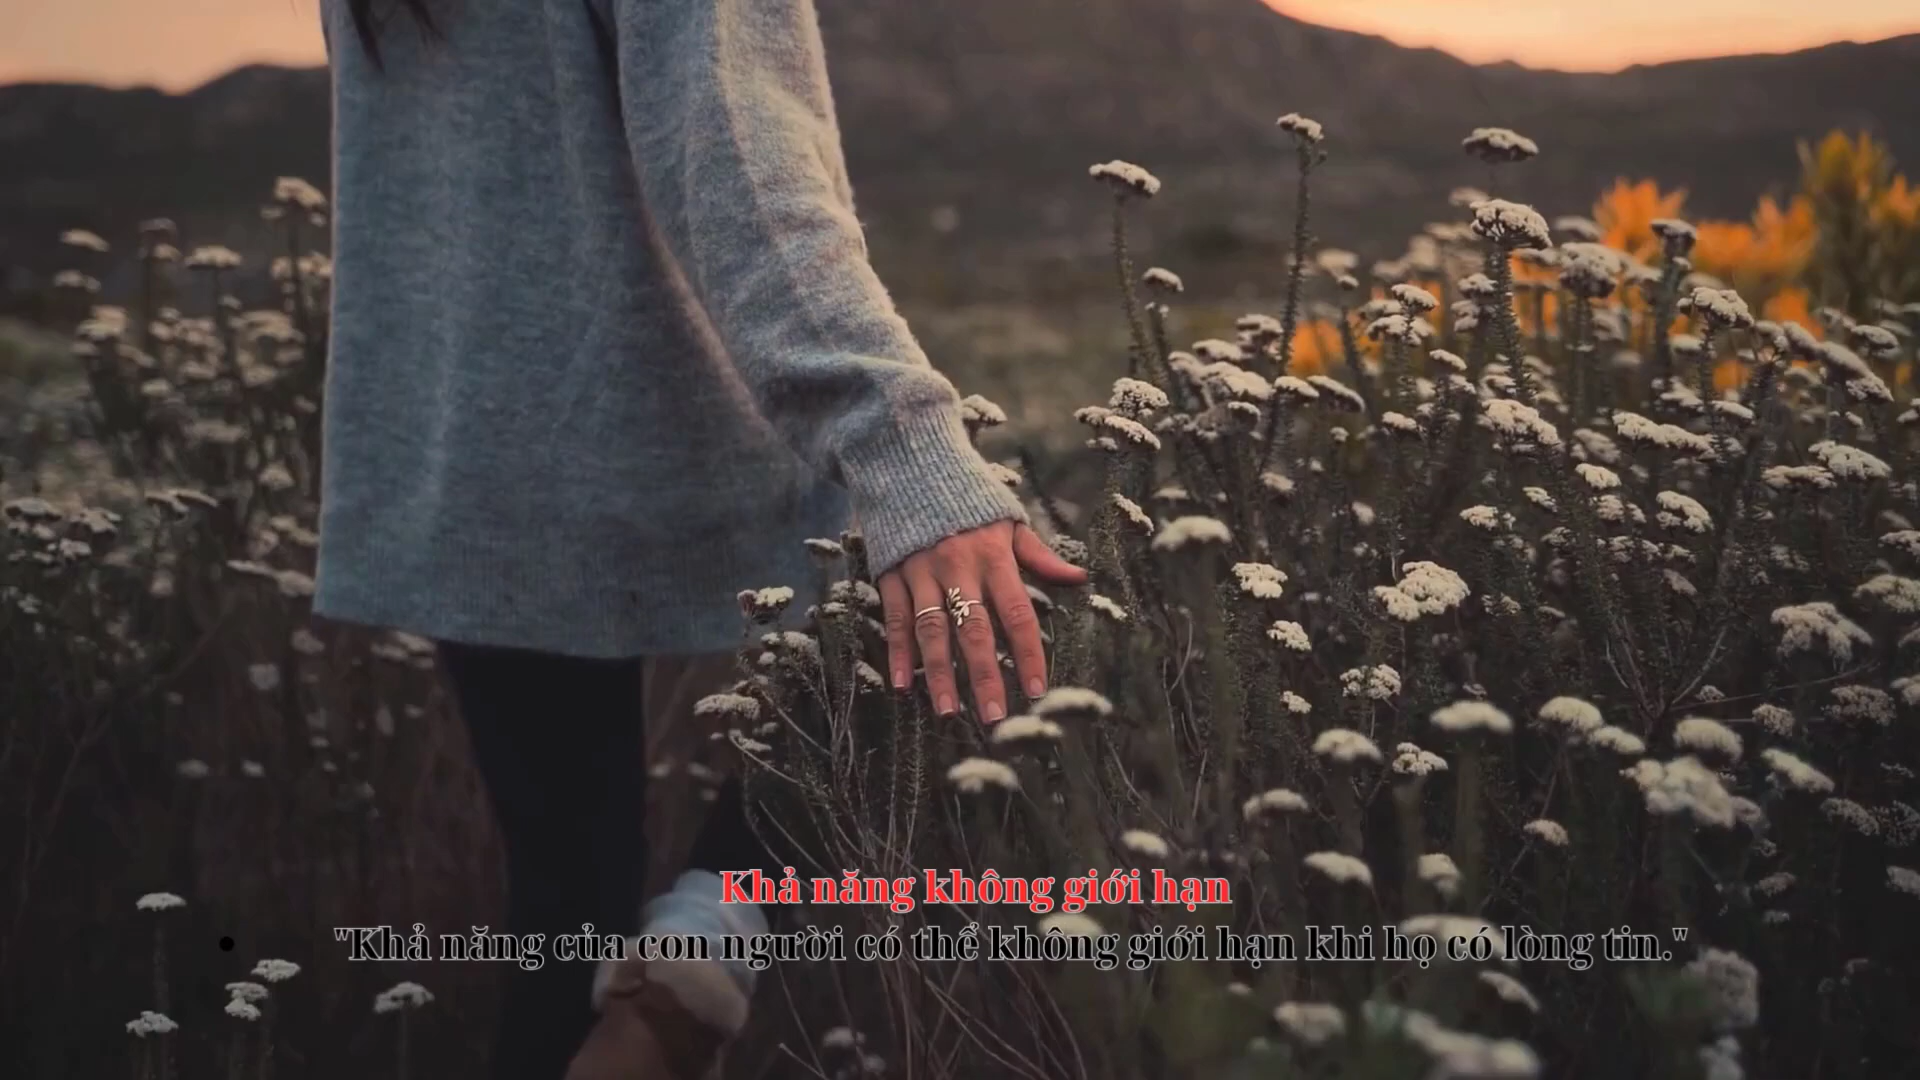 Khả năng không giới hạn
• "Khả năng của con người có thể không giới hạn khi họ có lòng tin."